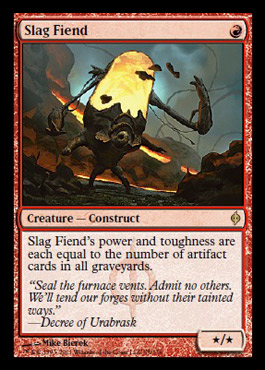 Slag Fiend
Creature — Construct
Slag Fiend's power and toughness are
each equal to the number of artifact
cards in all graveyards.
"Seal the furnace vents. Admit no others.
We'll tend our forges without their tainted
ways."
—Decree of Urabrask
Mike Bierek
★/★